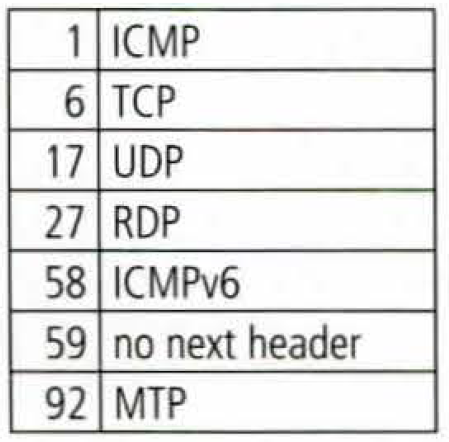 1 ICMP
6 TCP
17 UDP
27 RDP
58 ICMPv6
59 no next header
92 MTP